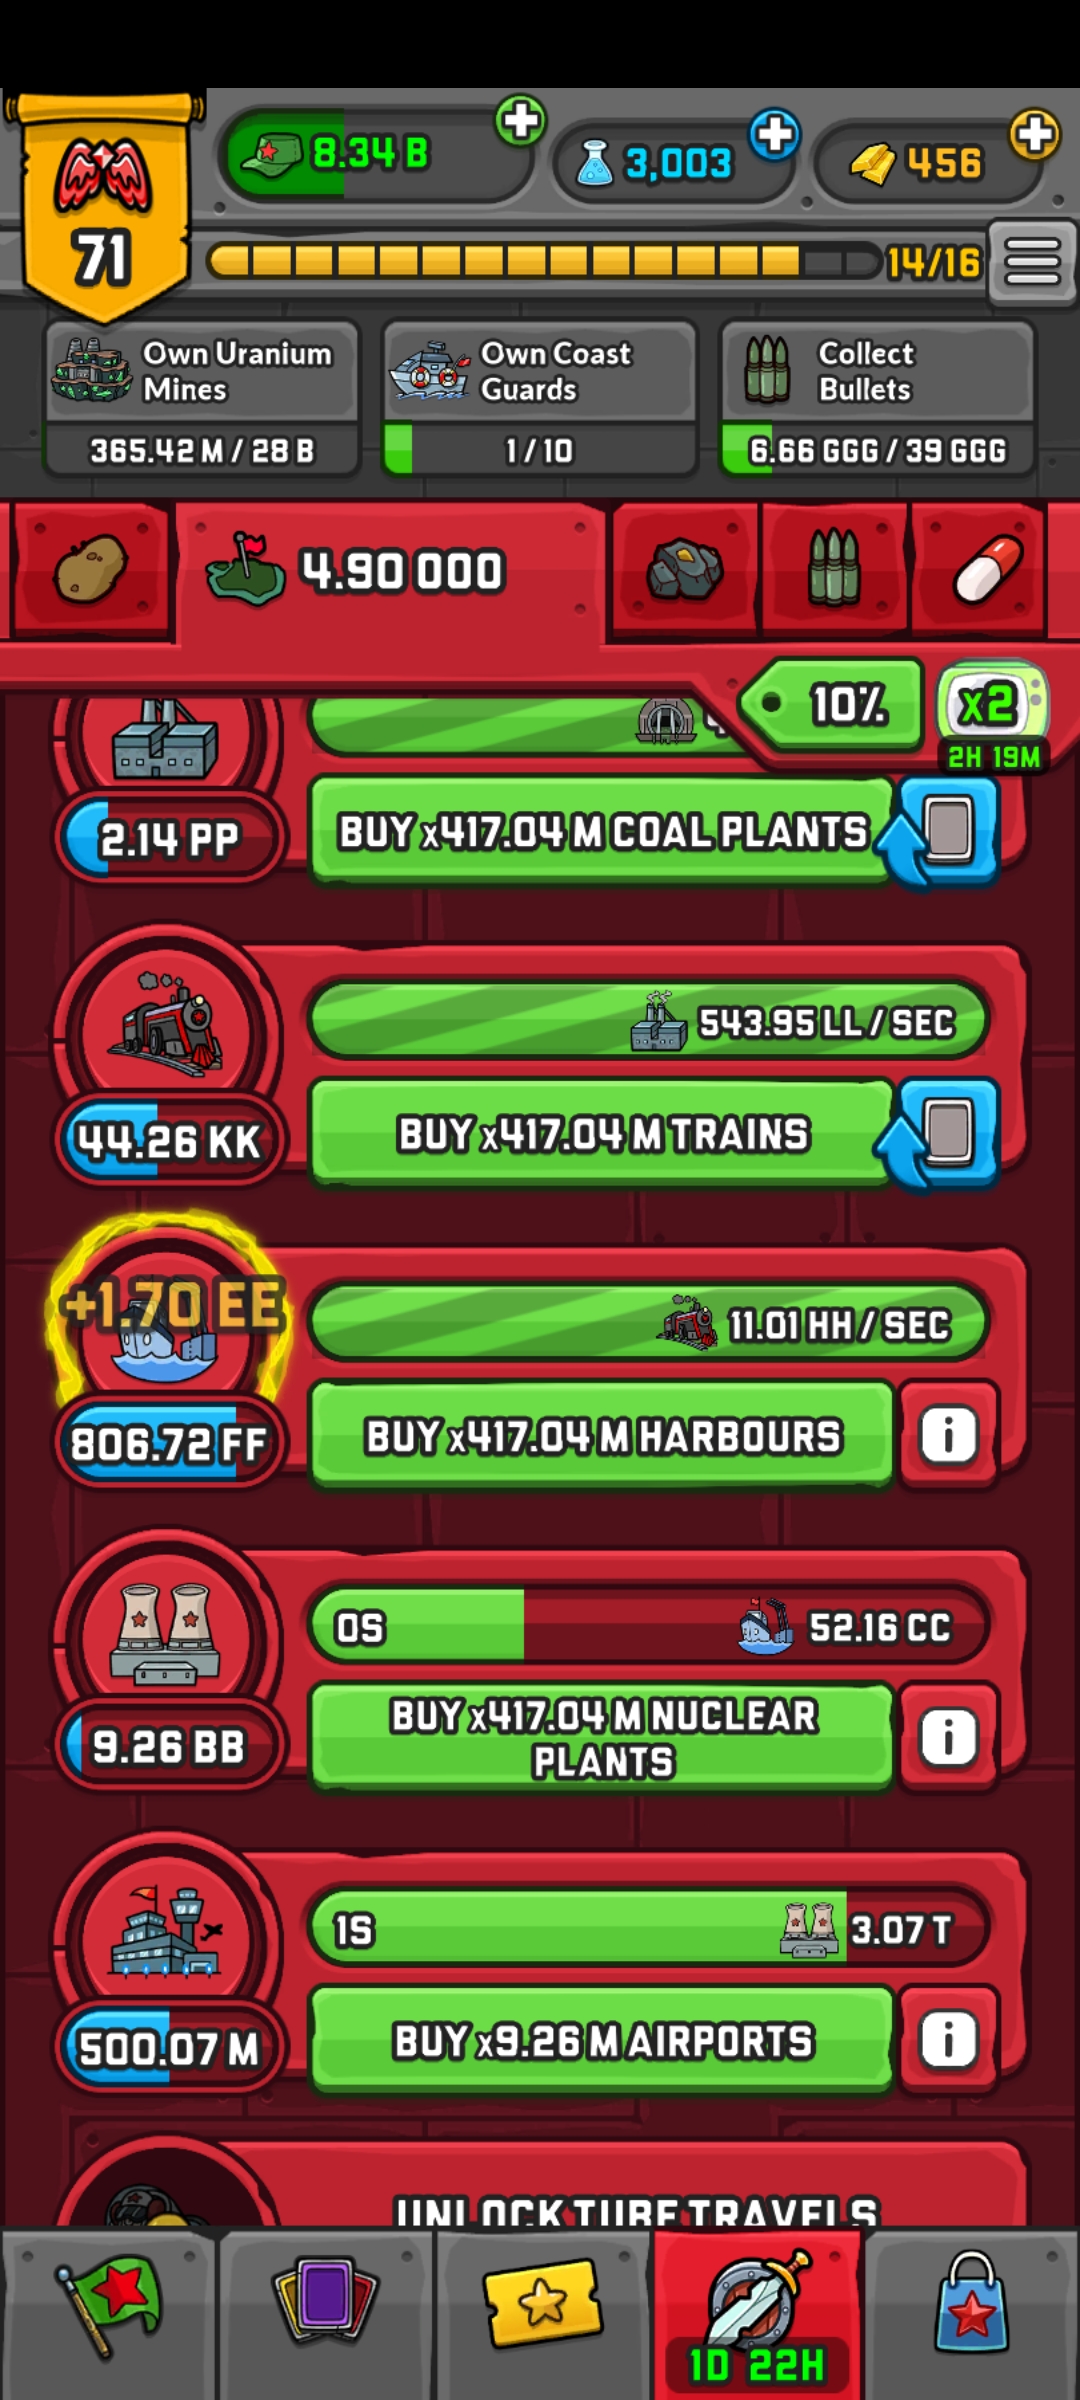 8.34 B
3,003
456
71
14/16
Own Uranium
Mines
365.42 M / 28 B
Own Coast
Guards
1 / 10
Collect
Bullets
6.66 GGG / 39 GGG
4.90 OOO
10%
x2
2H 19M
2.14 PP
BUY x417.04 M COAL PLANTS
543.95 LL / SEC
44.26 KK
BUY x417.04 M TRAINS
+1.70 EE
11.01 HH / SEC
806.72 FF
BUY x417.04 M HARBOURS
i
0S
52.16 CC
9.26 BB
BUY x417.04 M NUCLEAR
PLANTS
i
1S
3.07 T
500.07 M
BUY x9.26 M AIRPORTS
i
UNLOCK TUBE TRAVELS
1D 22H